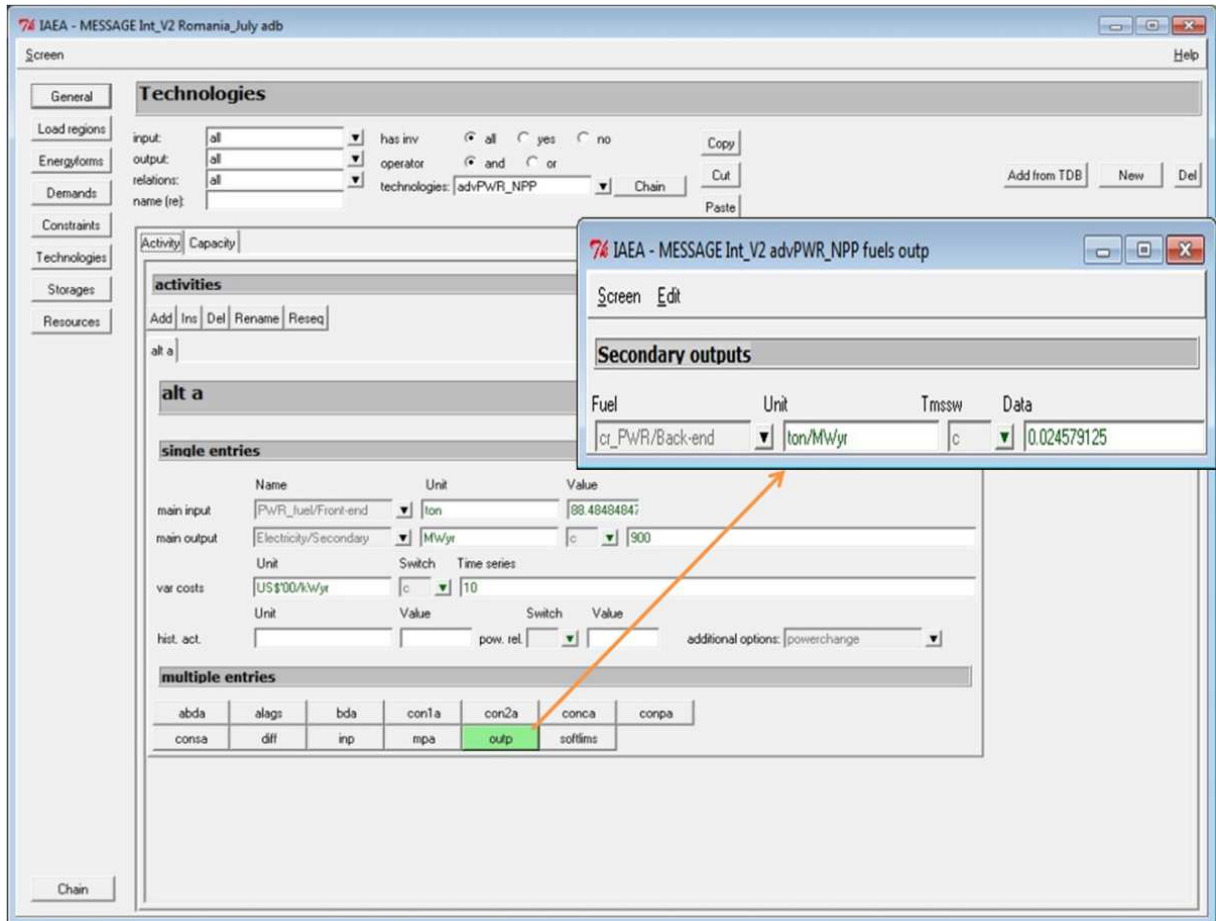 IAEA - MESSAGE Int_V2 Romania_July adb
Screen Help
General
Load regions
Energyforms
Demands
Constraints
Technologies
Storages
Resources
Chain
Technologies
input: all has inv all yes no Copy
output: all operator and or Cut
relations: all technologies: advPWR_NPP Chain Paste
name (re):
Add from TDB New Del
Activity Capacity
activities
Add Ins Del Rename Reseq
alt a
alt a
single entries
Name Unit Value
main input PWR_fuel/Front-end ton 88.48484847
main output Electricity/Secondary MWyr c 900
Unit Switch Time series
var costs US$'00/kWyr c 10
Unit Value Switch Value
hist. act. pow. rel. additional options: powerchange
multiple entries
abda alags bda con1a con2a conca conpa
consa diff inp mpa outp softlims
IAEA - MESSAGE Int_V2 advPWR_NPP fuels outp
Screen Edit
Secondary outputs
Fuel Unit Tmssw Data
cr_PWR/Back-end ton/MWyr c 0.024579125